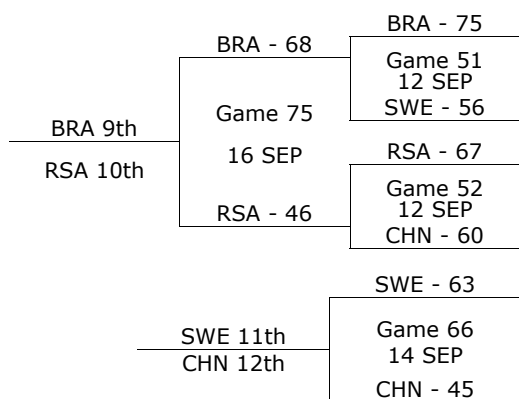 BRA - 75
BRA - 68
Game 51
12 SEP
SWE - 56
Game 75
16 SEP
BRA 9th
RSA 10th
RSA - 67
Game 52
12 SEP
RSA - 46
CHN - 60
SWE - 63
SWE 11th
CHN 12th
Game 66
14 SEP
CHN - 45